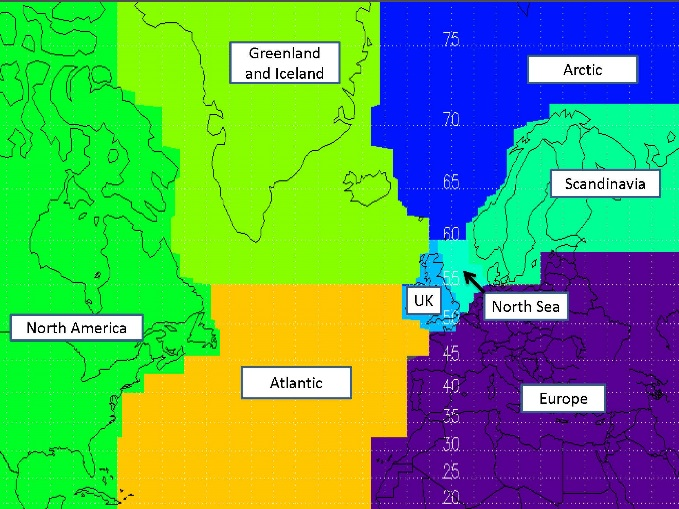 75
Greenland
and Iceland
Arctic
70
65
Scandinavia
60
55
UK
North Sea
50
North America
45
Atlantic
40
Europe
35
30
25
20